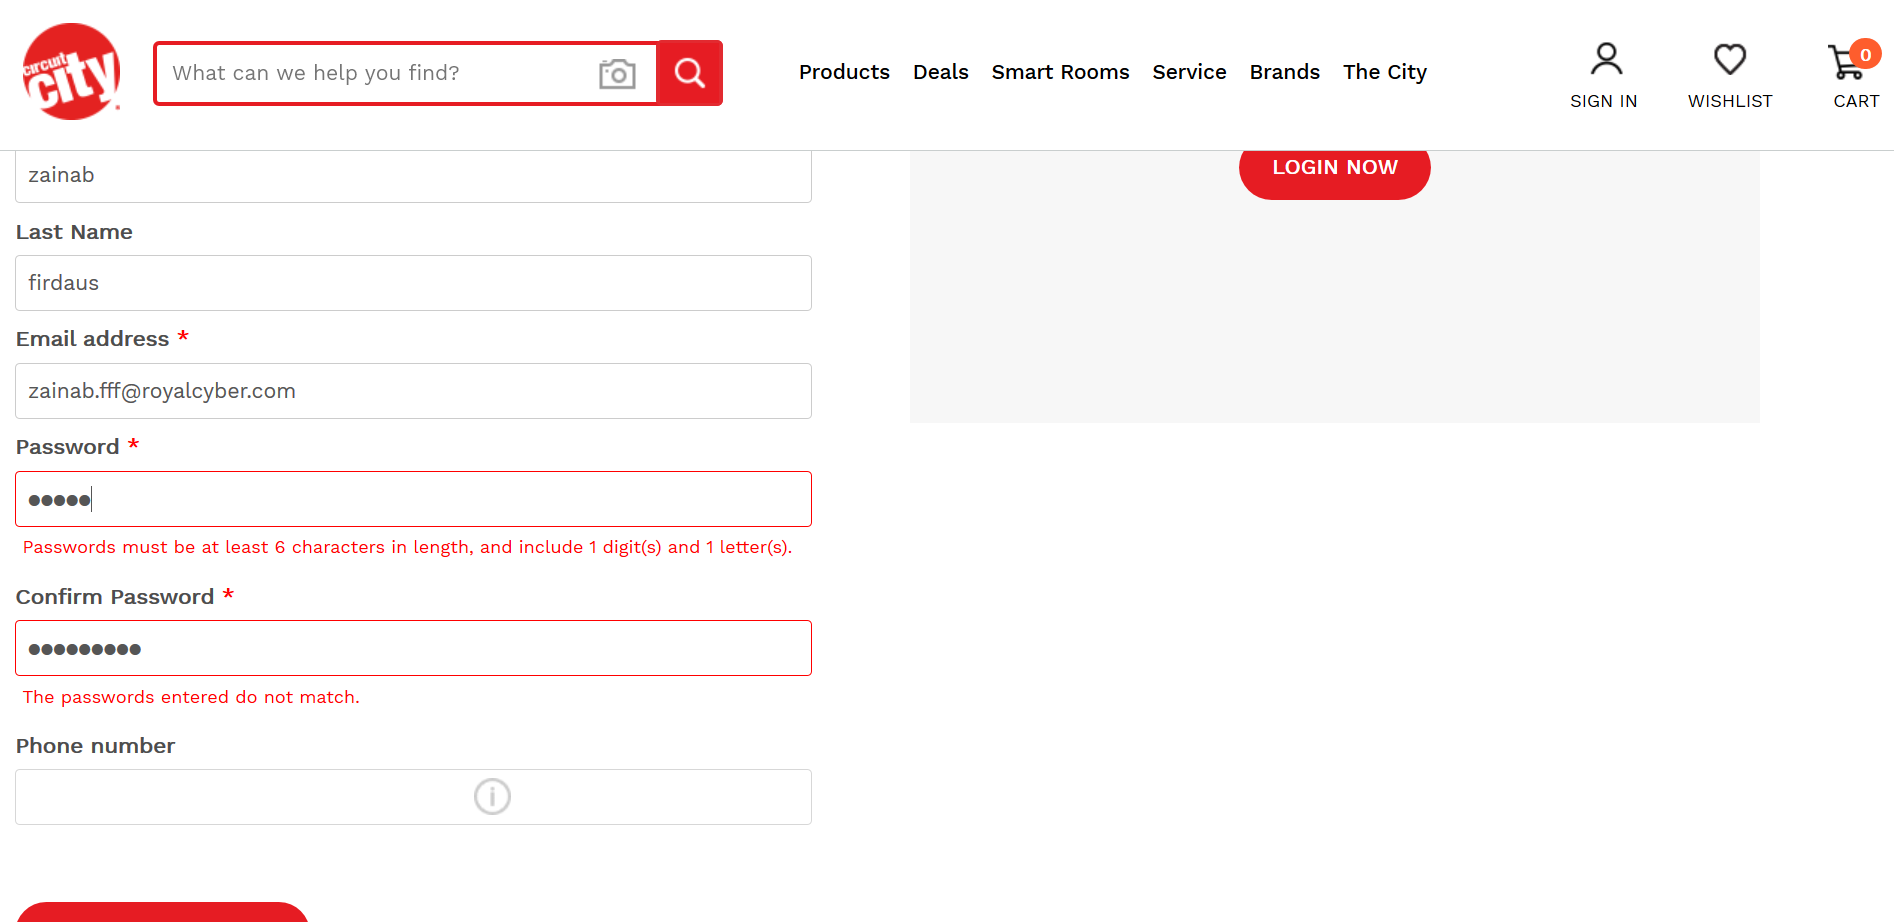 circuit
city
What can we help you find?
Products Deals Smart Rooms Service Brands The City
0
SIGN IN WISHLIST CART
zainab
LOGIN NOW
Last Name
firdaus
Email address *
zainab.fff@royalcyber.com
Password *
●●●●●
Passwords must be at least 6 characters in length, and include 1 digit(s) and 1 letter(s).
Confirm Password *
●●●●●●●●●
The passwords entered do not match.
Phone number